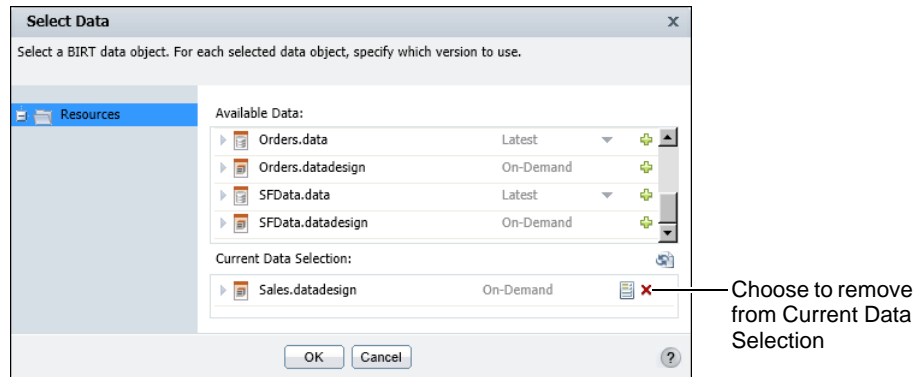 Select Data
x
Select a BIRT data object. For each selected data object, specify which version to use.
Resources
Available Data:
Orders.data Latest
Orders.datadesign On-Demand
SFData.data Latest
SFData.datadesign On-Demand
Current Data Selection:
Sales.datadesign On-Demand
Choose to remove
from Current Data
Selection
OK Cancel ?